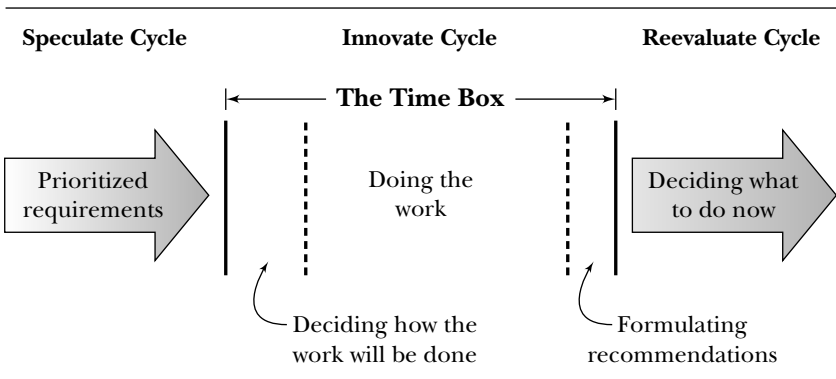 Speculate Cycle
Innovate Cycle
Reevaluate Cycle
The Time Box
Prioritized
requirements
Doing the
work
Deciding what
to do now
Deciding how the
work will be done
Formulating
recommendations